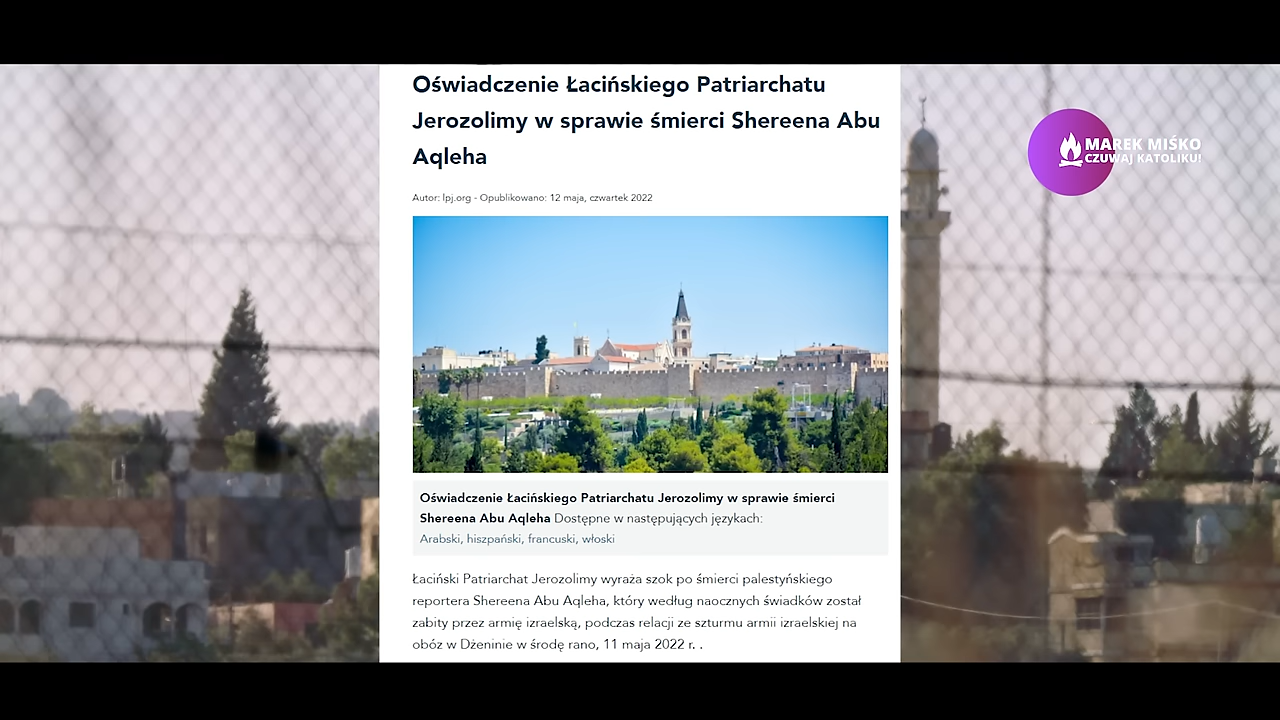 Oświadczenie Łacińskiego Patriarchatu
Jerozolimy w sprawie śmierci Shereena Abu
Aqleha
Autor: lpj.org - Opublikowano: 12 maja, czwartek 2022
MAREK MIŚKO
CZUWAJ KATOLIKU!
Oświadczenie Łacińskiego Patriarchatu Jerozolimy w sprawie śmierci
Shereena Abu Aqleha Dostępne w następujących językach:
Arabski, hiszpański, francuski, włoski
Łaciński Patriarchat Jerozolimy wyraża szok po śmierci palestyńskiego
reportera Shereena Abu Aqleha, który według naocznych świadków został
zabity przez armię izraelską, podczas relacji ze szturmu armii izraelskiej na
obóz w Dżeninie w środę rano, 11 maja 2022 r. .